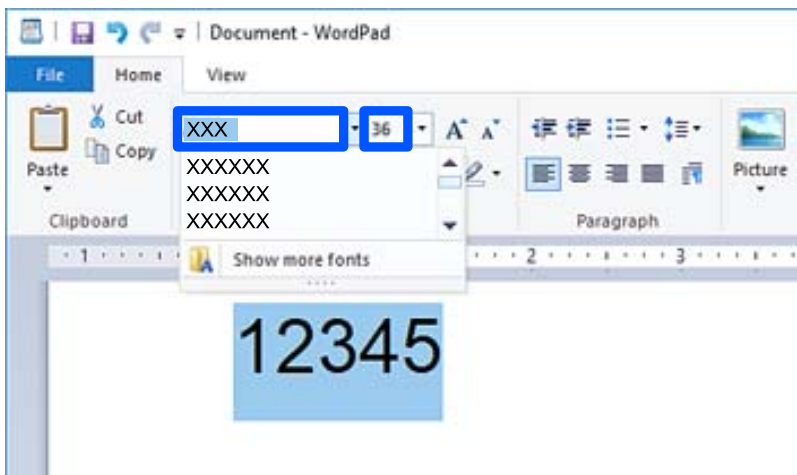 Document - WordPad
File Home View
Cut
XXX 36 A A
Copy
Paste
XXXXXX
XXXXXX
XXXXXX
Picture
Clipboard Paragraph
Show more fonts
1 2 3
12345